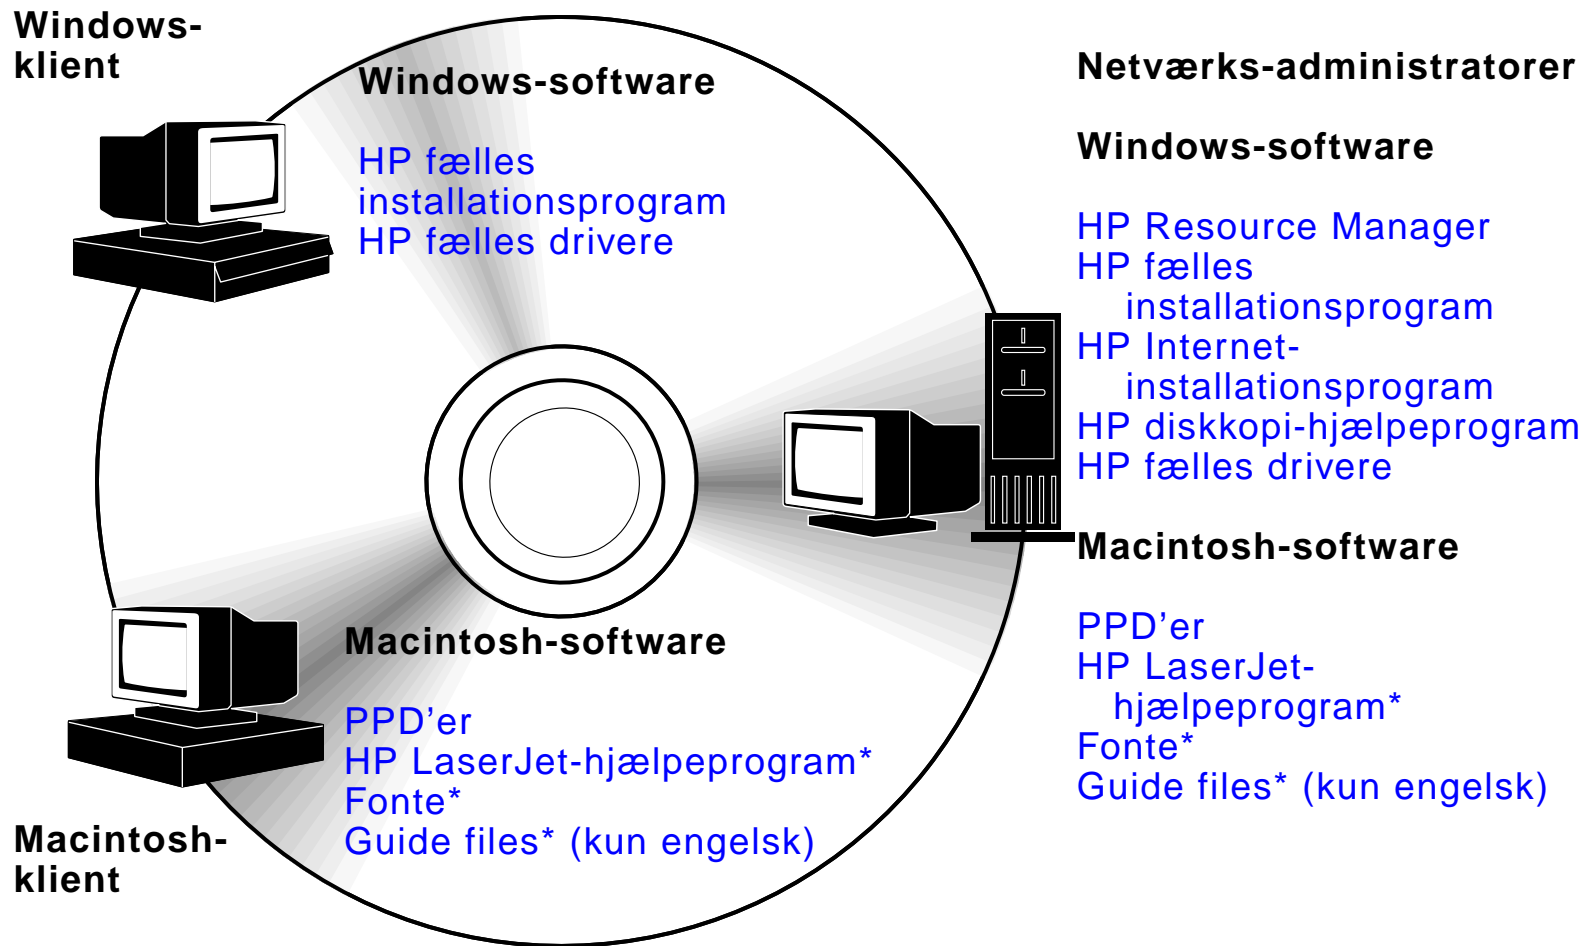 Windows-
klient
Windows-software
HP fælles
installationsprogram
HP fælles drivere
Macintosh-software
PPD’er
HP LaserJet-hjælpeprogram*
Fonte*
Guide files* (kun engelsk)
Macintosh-
klient
Netværks-administratorer
Windows-software
HP Resource Manager
HP fælles
installationsprogram
HP Internet-
installationsprogram
HP diskkopi-hjælpeprogram
HP fælles drivere
Macintosh-software
PPD’er
HP LaserJet-
hjælpeprogram*
Fonte*
Guide files* (kun engelsk)